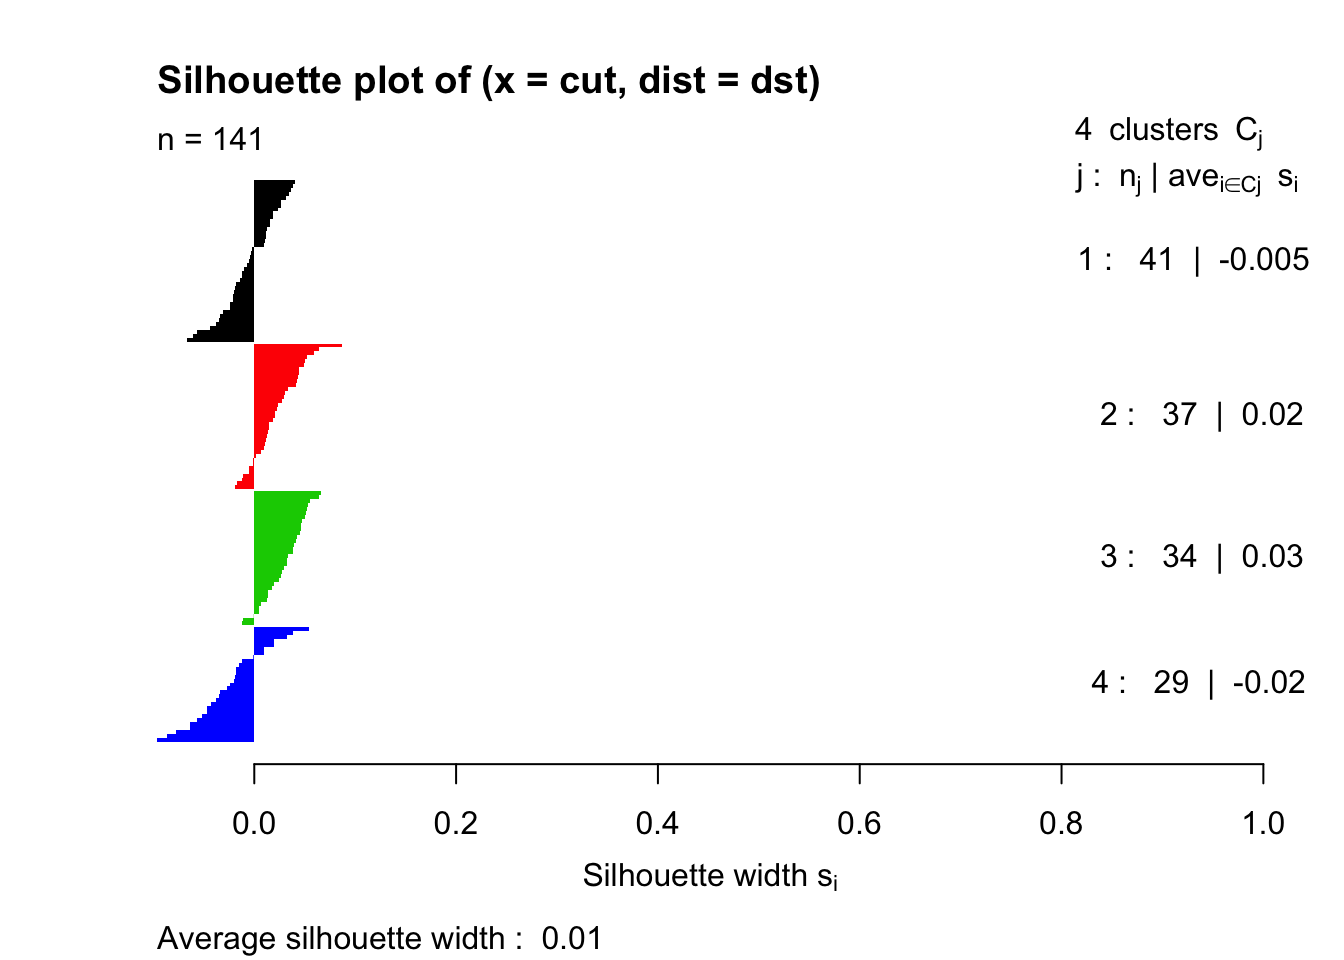 Silhouette plot of (x = cut, dist = dst)
n = 141
4 clusters Cj
j : nj | avei∈Cj si
1 : 41 | -0.005
2 : 37 | 0.02
3 : 34 | 0.03
4 : 29 | -0.02
0.0 0.2 0.4 0.6 0.8 1.0
Silhouette width si
Average silhouette width : 0.01